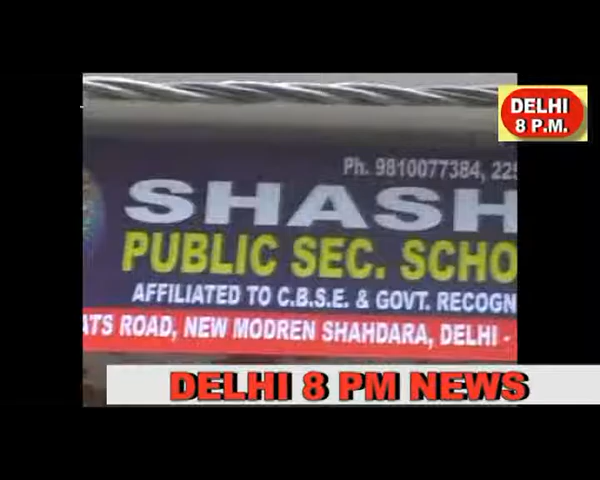 DELHI
8 P.M.
Ph. 9810077384, 225
SHASH
PUBLIC SEC. SCHO
AFFILIATED TO C.B.S.E. & GOVT. RECOGN
ATS ROAD, NEW MODREN SHAHDARA, DELHI -
DELHI 8 PM NEWS